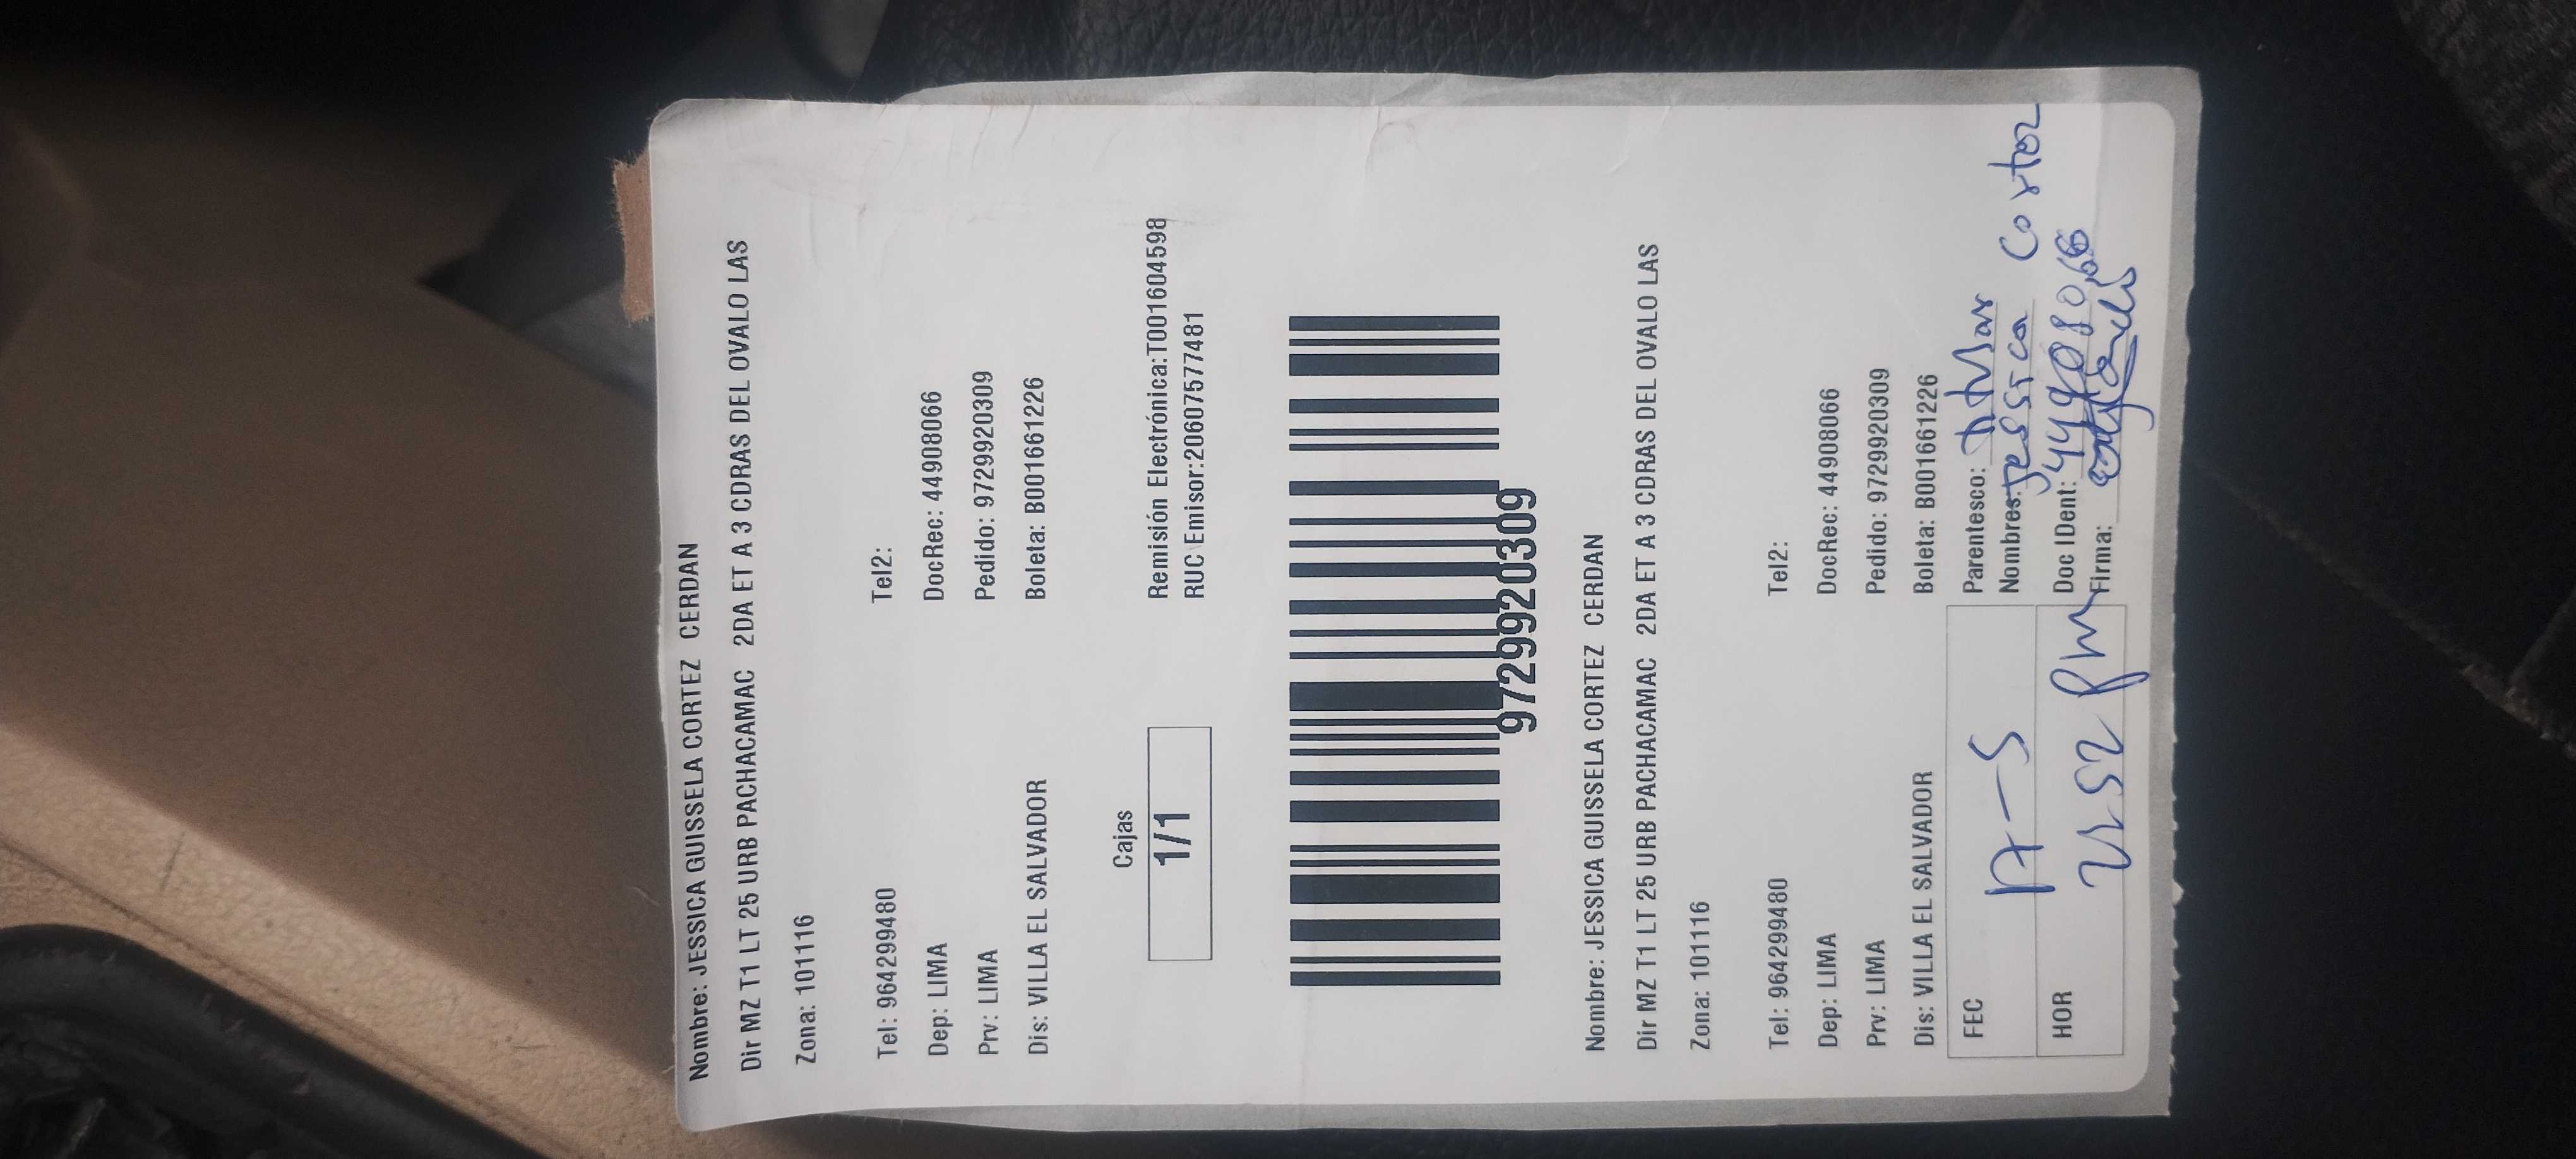 Nombre: JESSICA GUISSELA CORTEZ CERDAN
Dir MZ T1 LT 25 URB PACHACAMAC 2DA ET A 3 CDRAS DEL OVALO LAS
Zona: 101116
Tel: 964299480 Tel2:
Dep: LIMA DocRec: 44908066
Prv: LIMA Pedido: 9729920309
Dis: VILLA EL SALVADOR Boleta: B001661226
Cajas
1/1
Remisión Electrónica:T001604598
RUC Emisor:20607577481
9729920309
Nombre: JESSICA GUISSELA CORTEZ CERDAN
Dir MZ T1 LT 25 URB PACHACAMAC 2DA ET A 3 CDRAS DEL OVALO LAS
Zona: 101116
Tel: 964299480 Tel2:
Dep: LIMA DocRec: 44908066
Prv: LIMA Pedido: 9729920309
Dis: VILLA EL SALVADOR Boleta: B001661226
FEC Parentesco: titular
Nombres: Jessica Cortez
HOR Doc IDent: 44908066
Firma: